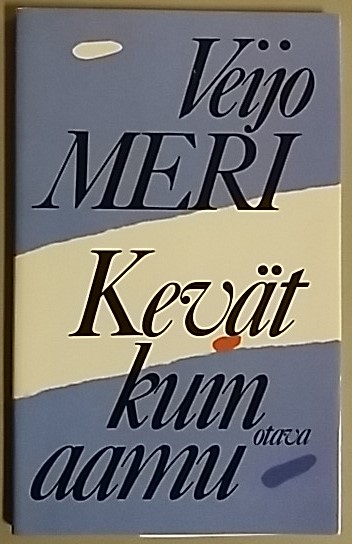 Veijo
MERI
Kevät
kuin
aamu
otava